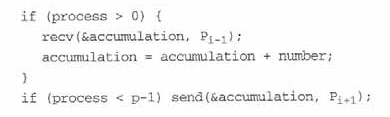 if (process > 0) {
recv(&accumulation, Pi-1);
accumulation = accumulation + number;
}
if (process < p-1) send(&accumulation, Pi+1);